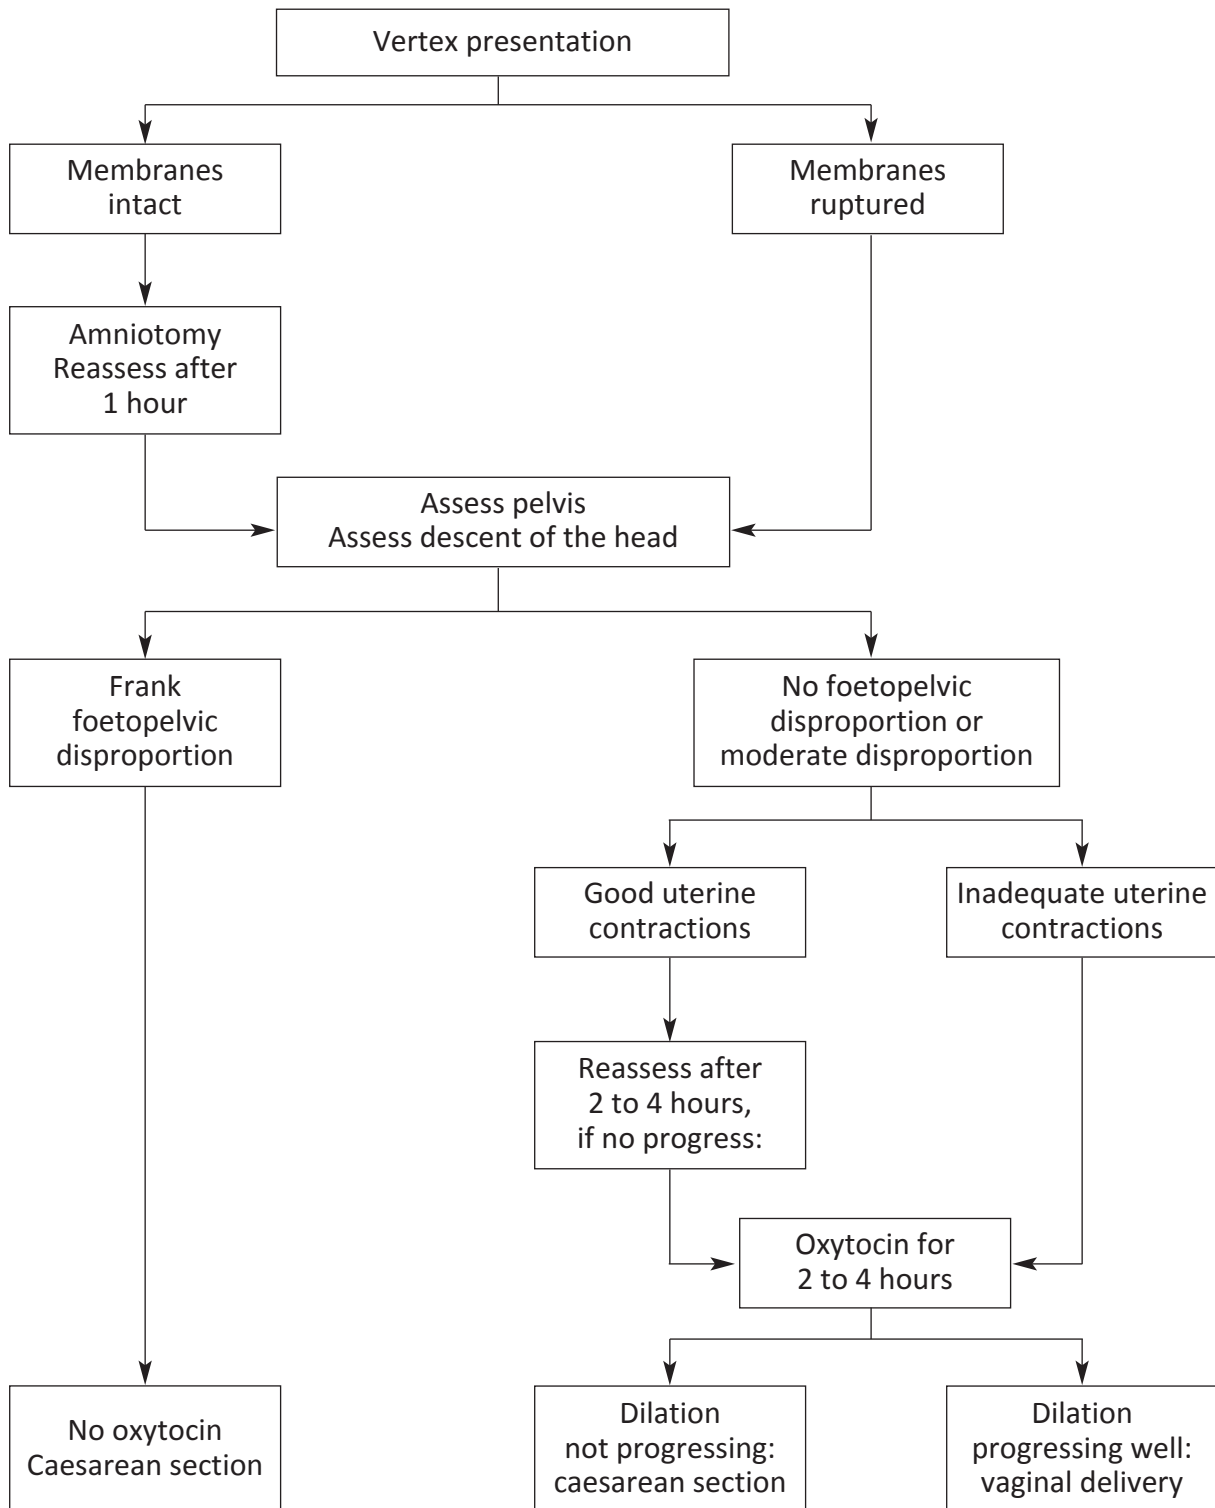 Vertex presentation
Membranes
intact
Membranes
ruptured
Amniotomy
Reassess after
1 hour
Assess pelvis
Assess descent of the head
Frank
foetopelvic
disproportion
No foetopelvic
disproportion or
moderate disproportion
Good uterine
contractions
Inadequate uterine
contractions
Reassess after
2 to 4 hours,
if no progress:
Oxytocin for
2 to 4 hours
No oxytocin
Caesarean section
Dilation
not progressing:
caesarean section
Dilation
progressing well:
vaginal delivery